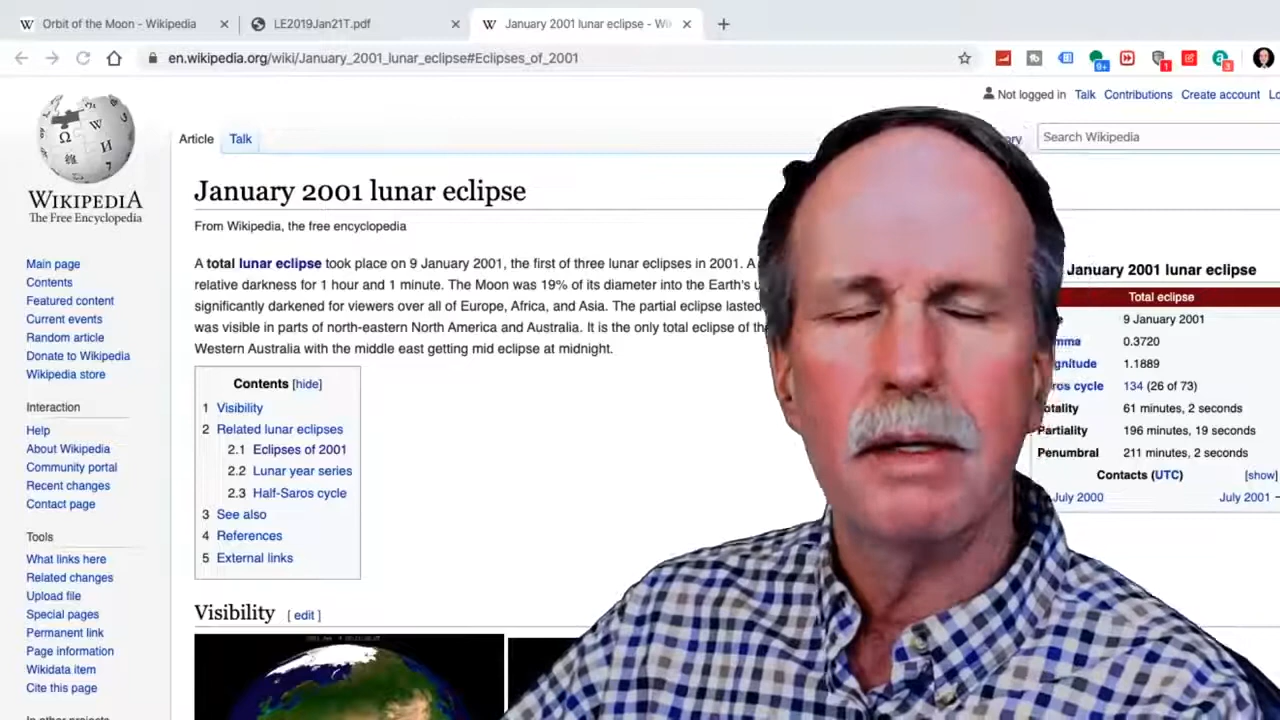 Orbit of the Moon - Wikipedia
LE2019Jan21T.pdf
January 2001 lunar eclipse - Wi
en.wikipedia.org/wiki/January_2001_lunar_eclipse#Eclipses_of_2001
9+
1
3
Not logged in Talk Contributions Create account Lo
Article Talk
Search Wikipedia
WIKIPEDIA
The Free Encyclopedia
January 2001 lunar eclipse
From Wikipedia, the free encyclopedia
A total lunar eclipse took place on 9 January 2001, the first of three lunar eclipses in 2001. A
relative darkness for 1 hour and 1 minute. The Moon was 19% of its diameter into the Earth's
significantly darkened for viewers over all of Europe, Africa, and Asia. The partial eclipse lasted
was visible in parts of north-eastern North America and Australia. It is the only total eclipse of
Western Australia with the middle east getting mid eclipse at midnight.
Main page
Contents
Featured content
Current events
Random article
Donate to Wikipedia
Wikipedia store
Interaction
Help
About Wikipedia
Community portal
Recent changes
Contact page
Tools
What links here
Related changes
Upload file
Special pages
Permanent link
Page information
Wikidata item
Cite this page
Contents [hide]
1 Visibility
2 Related lunar eclipses
2.1 Eclipses of 2001
2.2 Lunar year series
2.3 Half-Saros cycle
3 See also
4 References
5 External links
Visibility [ edit ]
January 2001 lunar eclipse
Total eclipse
9 January 2001
mma 0.3720
gnitude 1.1889
ros cycle 134 (26 of 73)
otality 61 minutes, 2 seconds
Partiality 196 minutes, 19 seconds
Penumbral 211 minutes, 2 seconds
Contacts (UTC) [show]
July 2000 July 2001